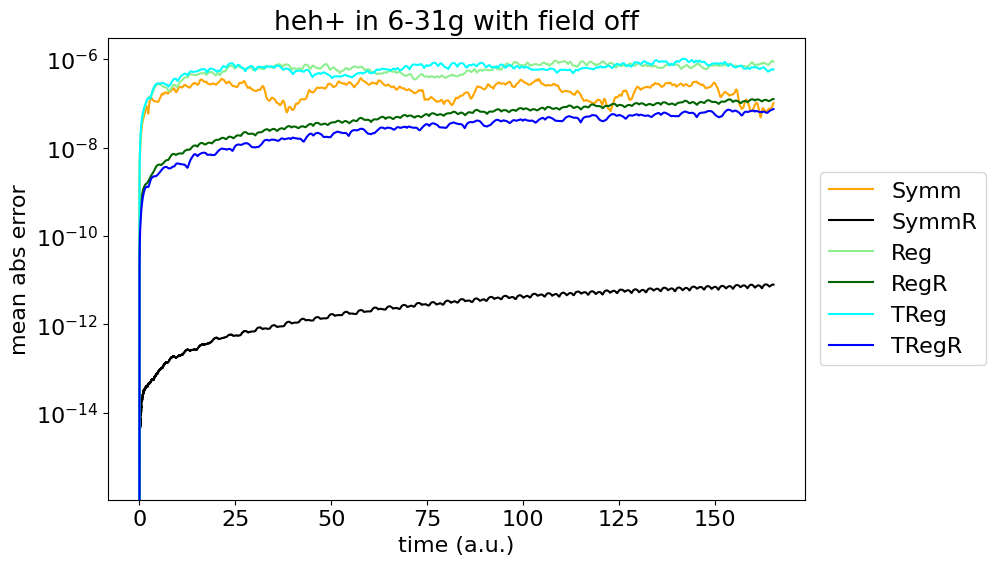 heh+ in 6-31g with field off
mean abs error
10⁻⁶
10⁻⁸
10⁻¹⁰
10⁻¹²
10⁻¹⁴
0 25 50 75 100 125 150
time (a.u.)
Symm
SymmR
Reg
RegR
TReg
TRegR